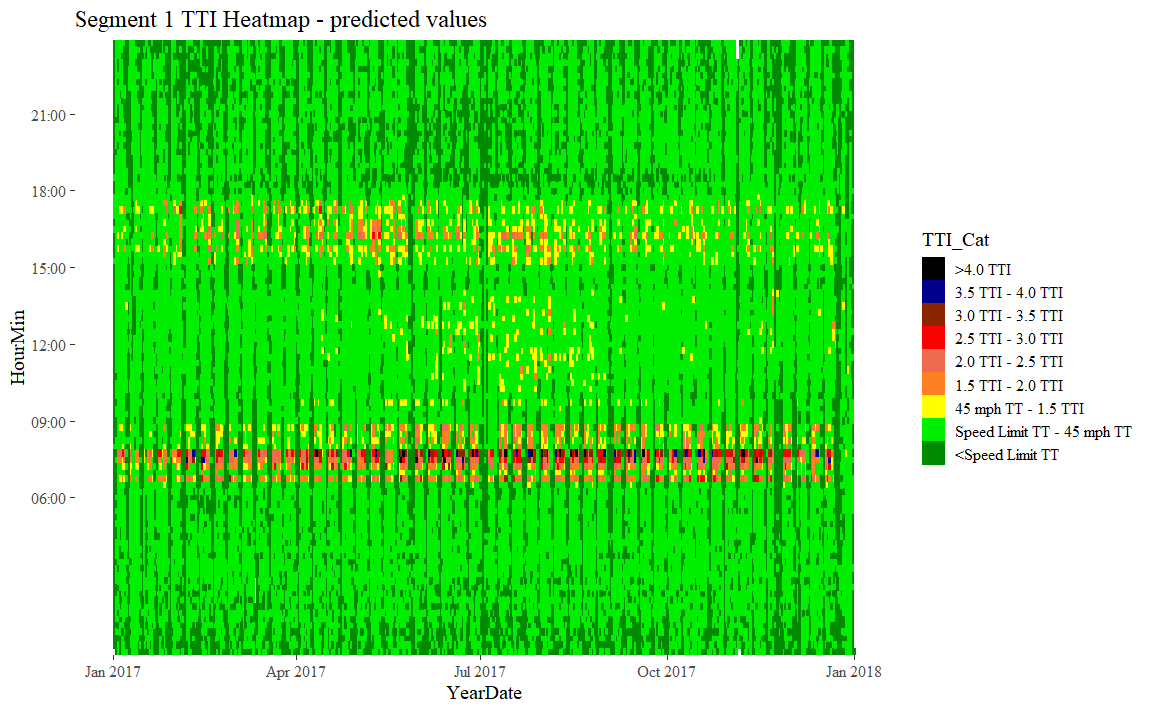 Segment 1 TTI Heatmap - predicted values
21:00
18:00
15:00
12:00
09:00
06:00
HourMin
Jan 2017
Apr 2017
Jul 2017
Oct 2017
Jan 2018
YearDate
TTI_Cat
>4.0 TTI
3.5 TTI - 4.0 TTI
3.0 TTI - 3.5 TTI
2.5 TTI - 3.0 TTI
2.0 TTI - 2.5 TTI
1.5 TTI - 2.0 TTI
45 mph TT - 1.5 TTI
Speed Limit TT - 45 mph TT
<Speed Limit TT